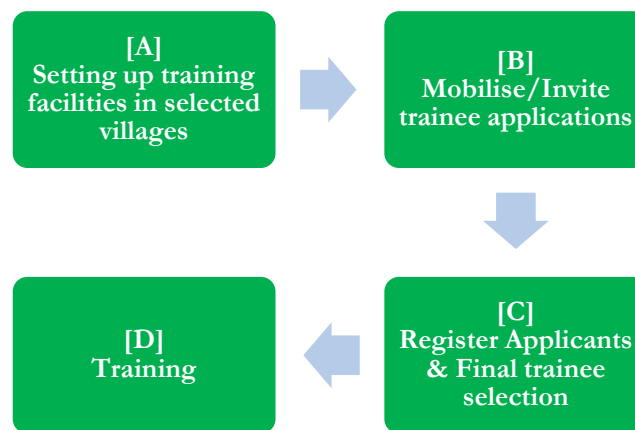 [A]
Setting up training
facilities in selected
villages
[B]
Mobilise/Invite
trainee applications
[C]
Register Applicants
& Final trainee
selection
[D]
Training